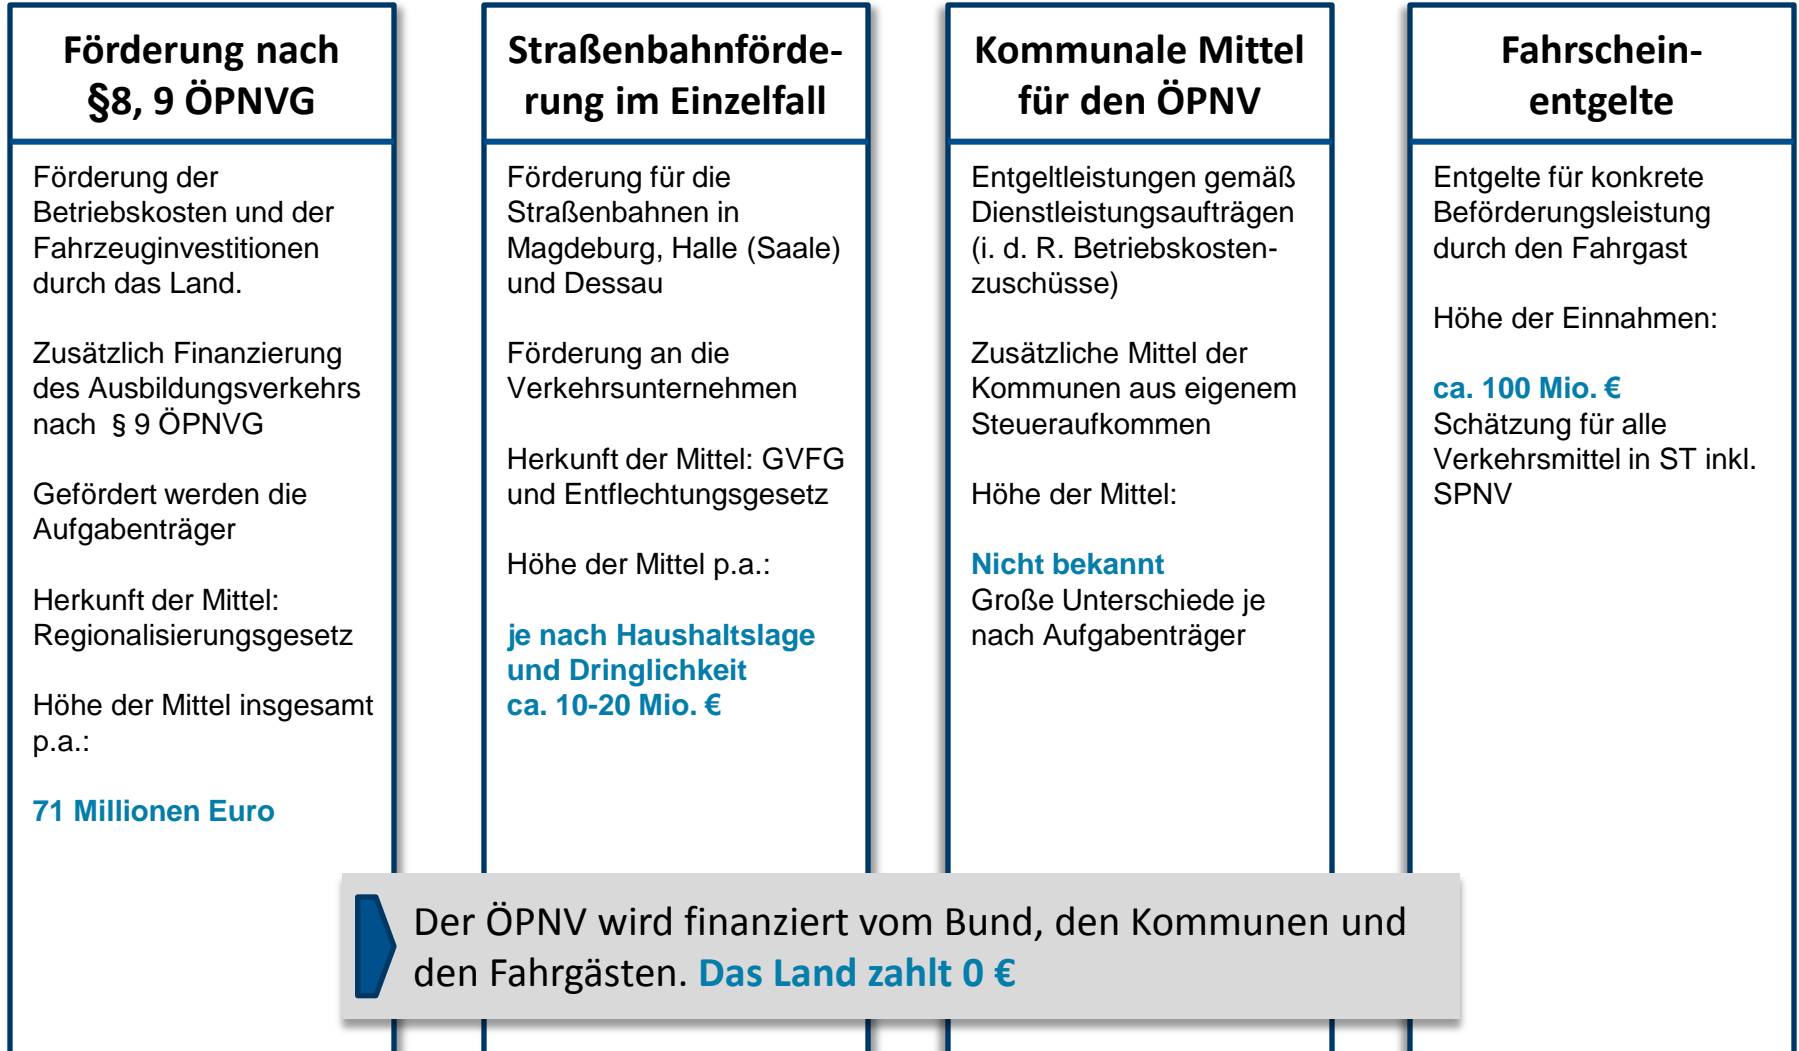 Förderung nach
§8, 9 ÖPNVG
Förderung der
Betriebskosten und der
Fahrzeuginvestitionen
durch das Land.
Zusätzlich Finanzierung
des Ausbildungsverkehrs
nach § 9 ÖPNVG
Gefördert werden die
Aufgabenträger
Herkunft der Mittel:
Regionalisierungsgesetz
Höhe der Mittel insgesamt
p.a.:
71 Millionen Euro
Straßenbahnförde-
rung im Einzelfall
Förderung für die
Straßenbahnen in
Magdeburg, Halle (Saale)
und Dessau
Förderung an die
Verkehrsunternehmen
Herkunft der Mittel: GVFG
und Entflechtungsgesetz
Höhe der Mittel p.a.:
je nach Haushaltslage
und Dringlichkeit
ca. 10-20 Mio. €
Kommunale Mittel
für den ÖPNV
Entgeltleistungen gemäß
Dienstleistungsaufträgen
(i. d. R. Betriebskosten-
zuschüsse)
Zusätzliche Mittel der
Kommunen aus eigenem
Steueraufkommen
Höhe der Mittel:
Nicht bekannt
Große Unterschiede je
nach Aufgabenträger
Fahrschein-
entgelte
Entgelte für konkrete
Beförderungsleistung
durch den Fahrgast
Höhe der Einnahmen:
ca. 100 Mio. €
Schätzung für alle
Verkehrsmittel in ST inkl.
SPNV
Der ÖPNV wird finanziert vom Bund, den Kommunen und
den Fahrgästen. Das Land zahlt 0 €